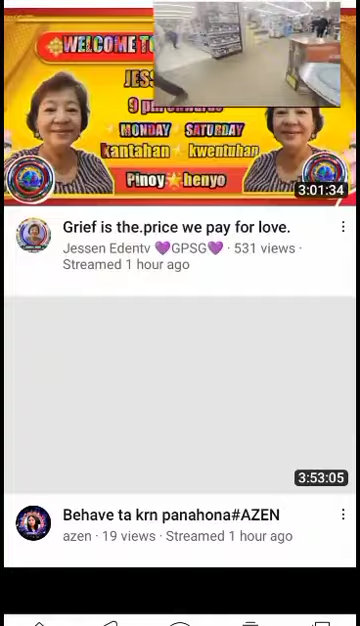 WELCOME TO
JESS
9 pm onwards
MONDAY SATURDAY
kantahan kwentuhan
Pinoy henyo
3:01:34
Grief is the.price we pay for love.
Jessen Edentv 💜GPSG💜 · 531 views ·
Streamed 1 hour ago
3:53:05
Behave ta krn panahona#AZEN
azen · 19 views · Streamed 1 hour ago